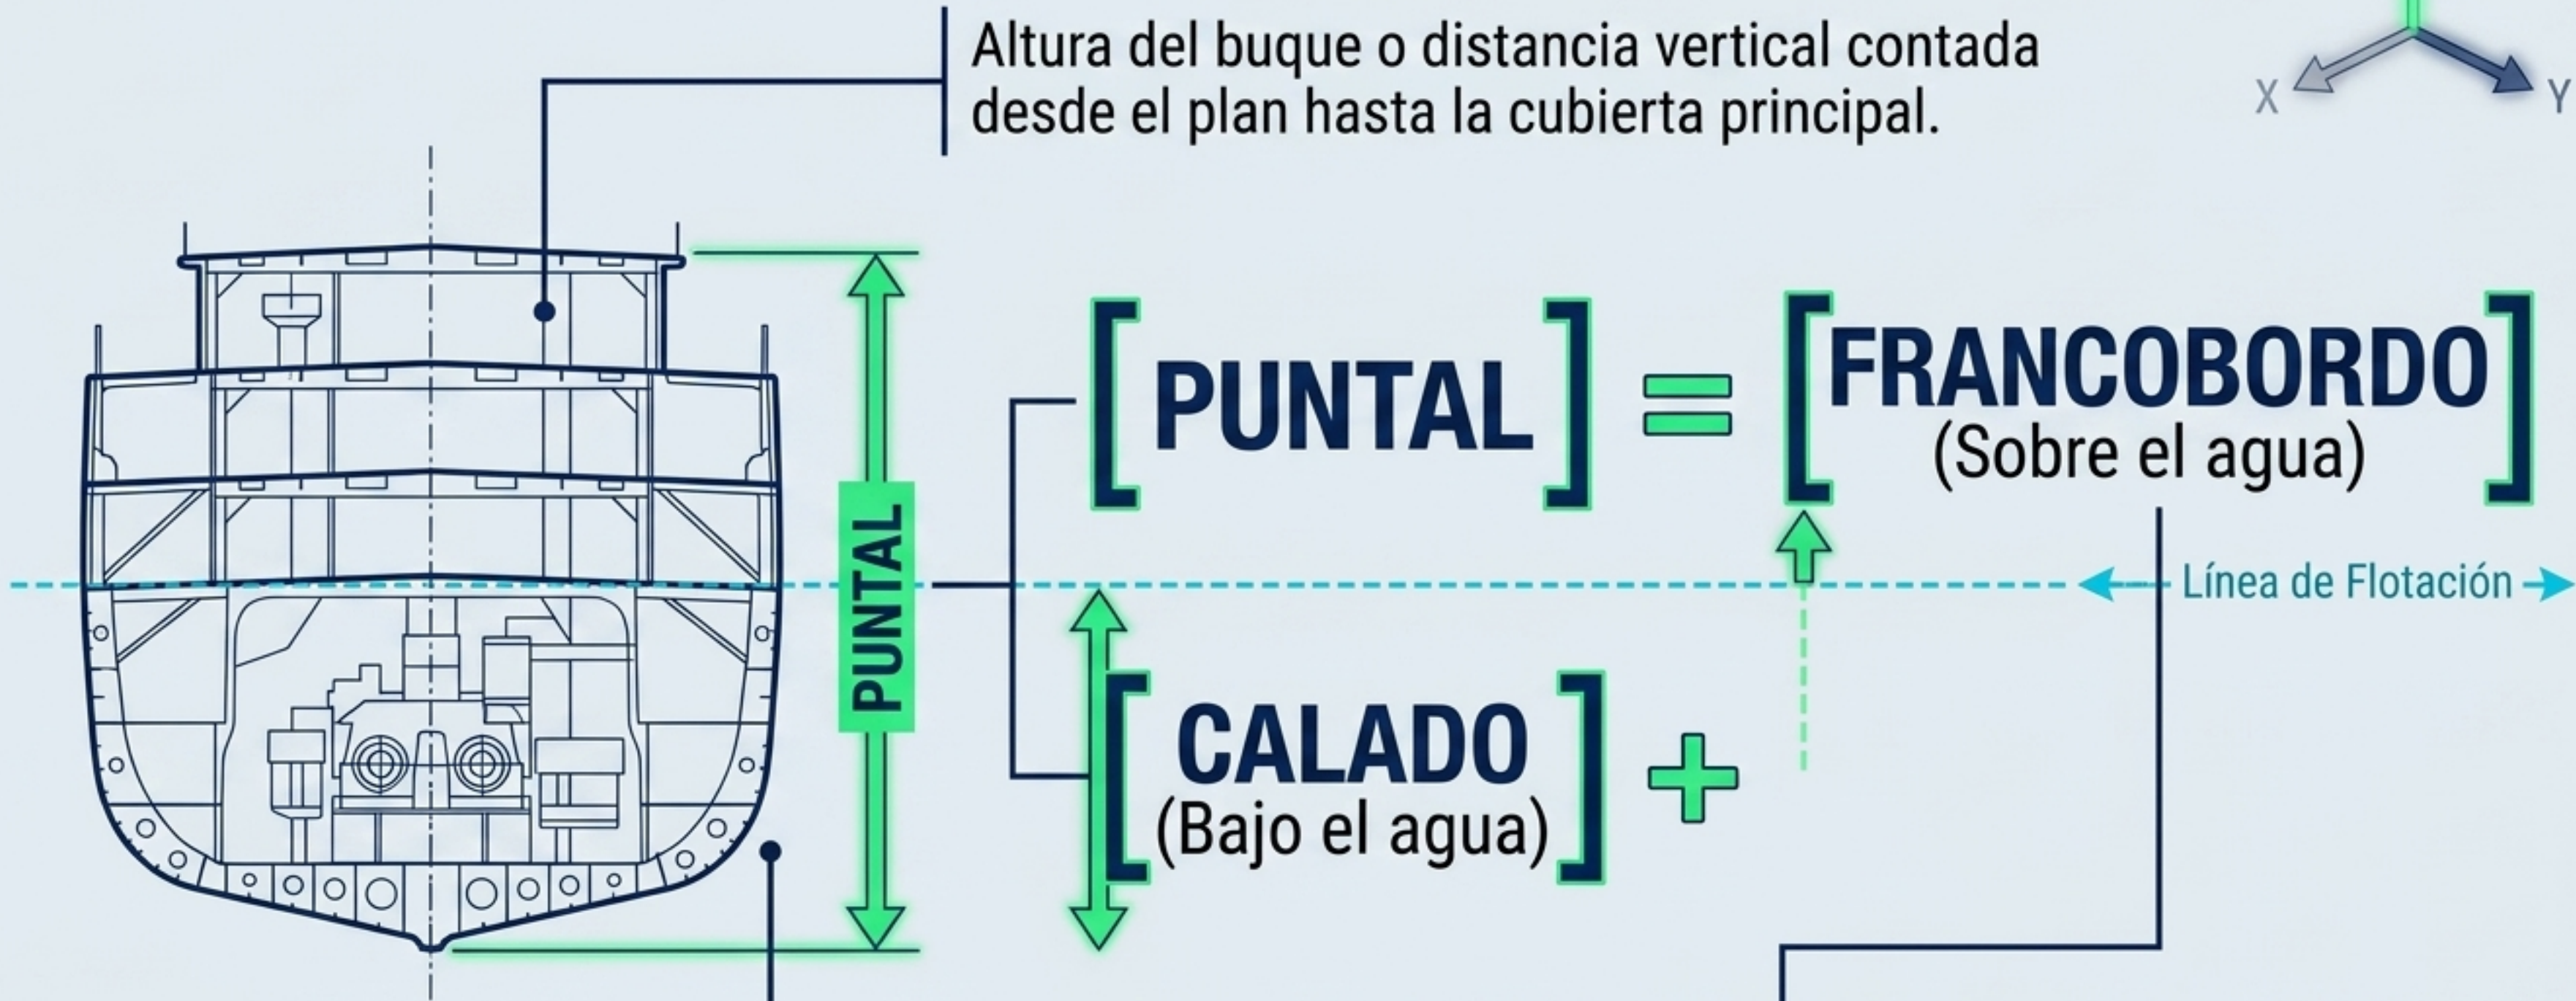 Altura del buque o distancia vertical contada
desde el plan hasta la cubierta principal.
X
Y
PUNTAL
[PUNTAL] = [FRANCOBORDO]
(Sobre el agua)
Línea de Flotación
[CALADO] +
(Bajo el agua)